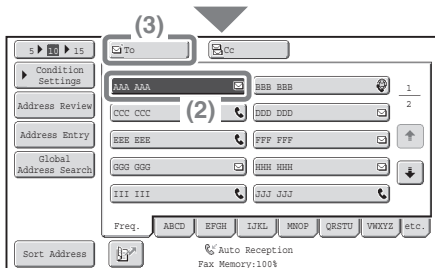 (3)
5 10 15 To Cc
Condition
Settings
AAA AAA BBB BBB 1
Address Review
CCC CCC (2) DDD DDD 2
Address Entry
EEE EEE FFF FFF
Global
Address Search
GGG GGG HHH HHH
III III JJJ JJJ
Freq. ABCD EFGH IJKL MNOP QRSTU VWXYZ etc.
Sort Address Auto Reception
Fax Memory:100%